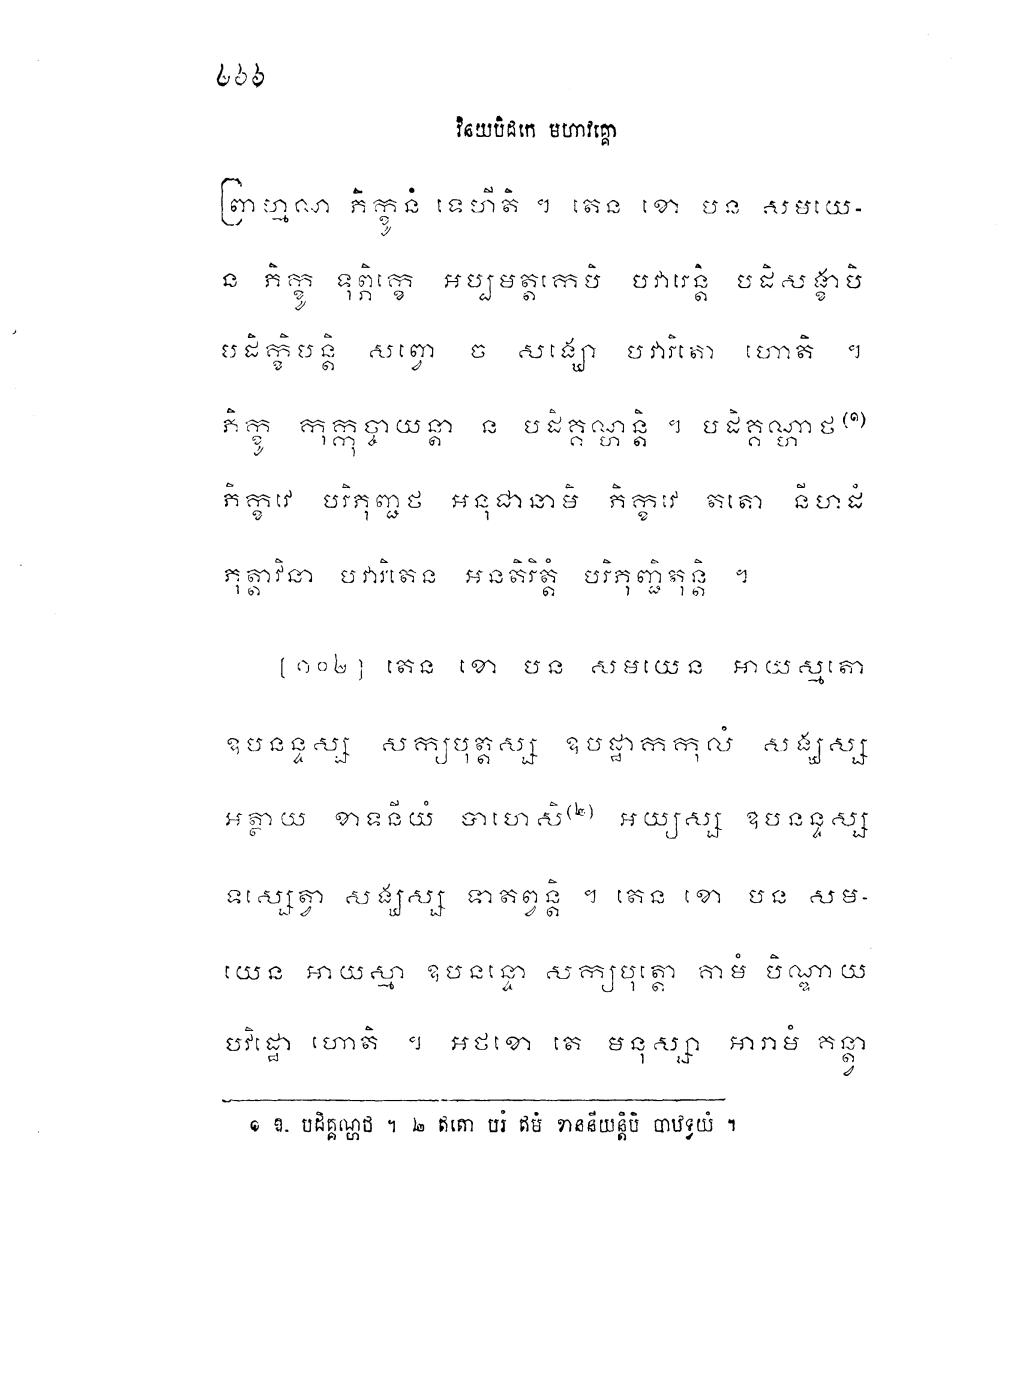 ២៦៦
វិនយបិដកេ មហាវគ្គោ
ព្រាហ្មណ ភិក្ខូនំ ទេហីតិ ។ តេន ខោ បន សមយេ-
ន ភិក្ខូ ទុព្ភិក្ខេ អប្បមត្តកេបិ បវារេន្តិ បដិសង្ខាបិ
បដិក្ខិបន្តិ សព្វោ ច សង្ឃោ បវារិតោ ហោតិ ។
ភិក្ខូ កុក្កុច្ចាយន្តា ន បដិគ្គណ្ហន្តិ ។ បដិគ្គណ្ហាថ(១)
ភិក្ខវេ បរិភុញ្ជថ អនុជានាមិ ភិក្ខវេ តតោ នីហដំ
ភុត្តាវិនា បវារិតេន អនតិរិត្តំ បរិភុញ្ជិតុន្តិ ។
[១០២] តេន ខោ បន សមយេន អាយស្មតោ
ឧបនន្ទស្ស សក្យបុត្តស្ស ឧបដ្ឋាកកុលំ សង្ឃស្ស
អត្ថាយ ខាទនីយំ បាហេសិ(២) អយ្យស្ស ឧបនន្ទស្ស
ទស្សេត្វា សង្ឃស្ស ទាតព្វន្តិ ។ តេន ខោ បន សម-
យេន អាយស្មា ឧបនន្ទោ សក្យបុត្តោ គាមំ បិណ្ឌាយ
បវិដ្ឋោ ហោតិ ។ អថខោ តេ មនុស្សា អារាមំ គន្ត្វា
១ ឱ. បដិគ្គណ្ហថ ។ ២ ឥតោ បរំ ឥមំ ខាទនីយន្តិបិ បាឋទ្វយំ ។